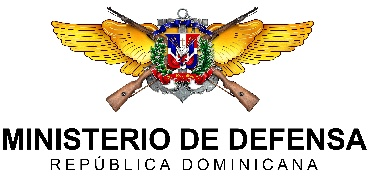 MINISTERIO DE DEFENSA
REPÚBLICA DOMINICANA